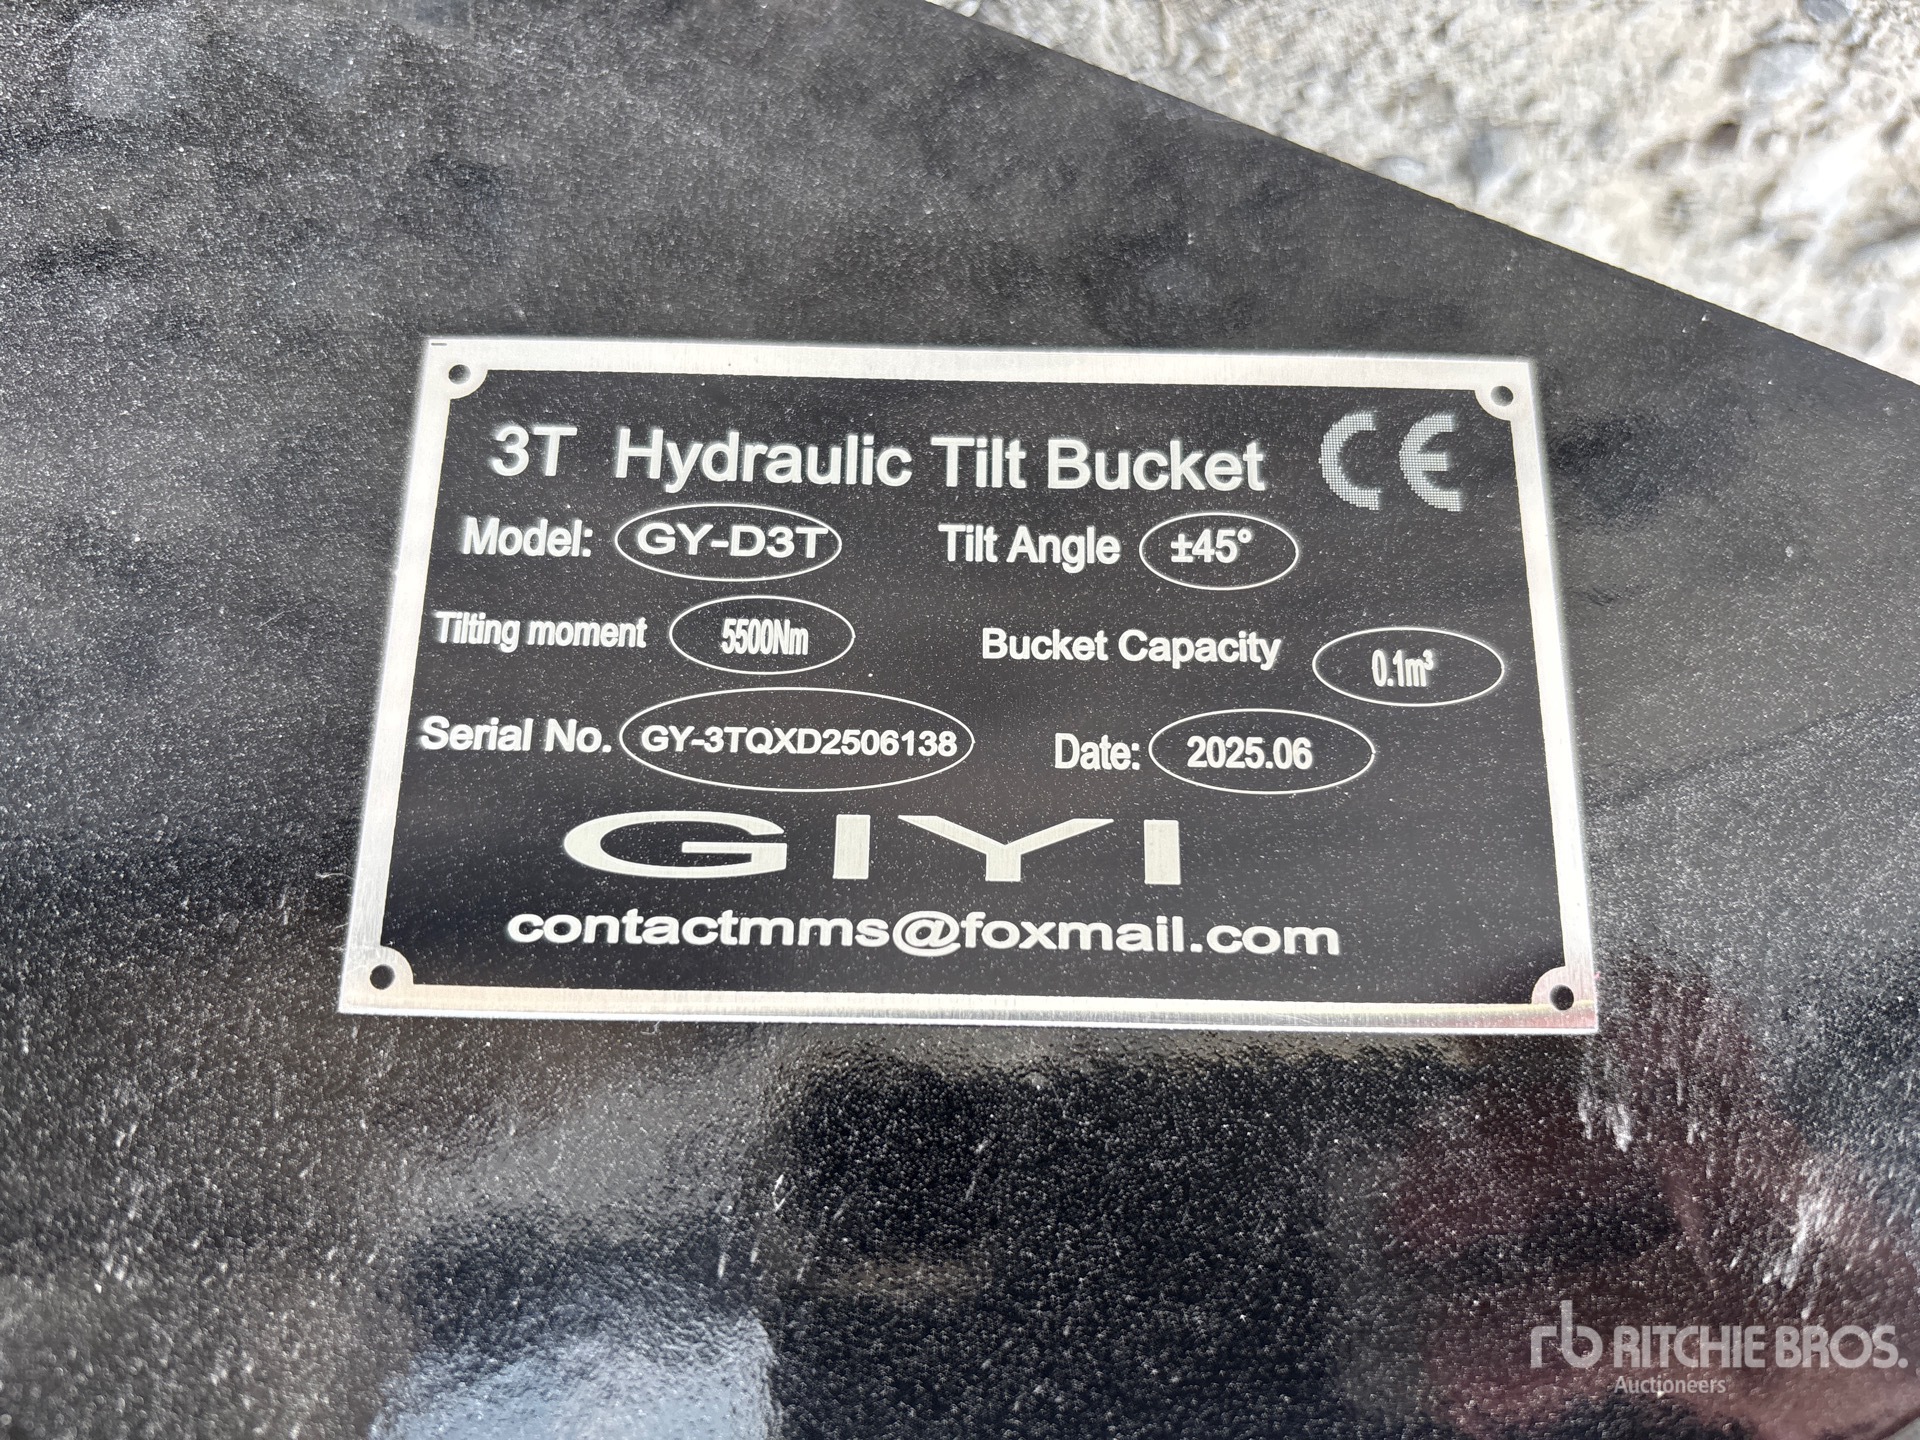 3T Hydraulic Tilt Bucket CE
Model: GY-D3T Tilt Angle ±45°
Tilting moment 5500Nm Bucket Capacity 0.1m³
Serial No. GY-3TQXD2506138 Date: 2025.06
GIYI
contactmms@foxmail.com
rb RITCHIE BROS.
Auctioneers